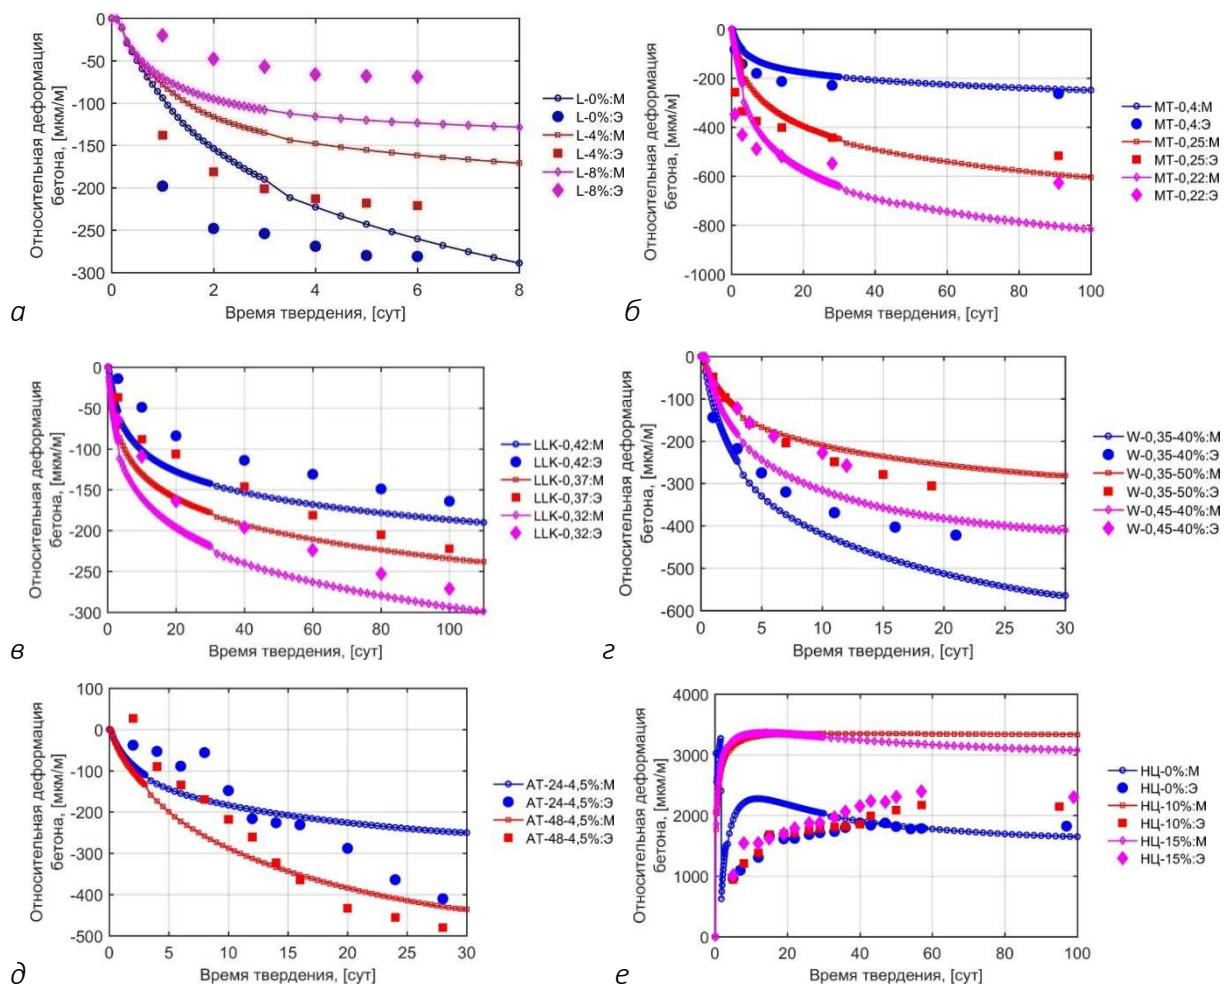 0
-50
-100
-150
-200
-250
-300
0
2
4
6
8
Относительная деформация
бетона, [мкм/м]
Время твердения, [сут]
L-0%:М
L-0%:Э
L-4%:М
L-4%:Э
L-8%:М
L-8%:Э
а
0
-200
-400
-600
-800
-1000
0
20
40
60
80
100
Относительная деформация
бетона, [мкм/м]
Время твердения, [сут]
МТ-0,4:М
МТ-0,4:Э
МТ-0,25:М
МТ-0,25:Э
МТ-0,22:М
МТ-0,22:Э
б
0
-50
-100
-150
-200
-250
-300
0
20
40
60
80
100
Относительная деформация
бетона, [мкм/м]
Время твердения, [сут]
LLK-0,42:М
LLK-0,42:Э
LLK-0,37:М
LLK-0,37:Э
LLK-0,32:М
LLK-0,32:Э
в
0
-100
-200
-300
-400
-500
-600
0
5
10
15
20
25
30
Относительная деформация
бетона, [мкм/м]
Время твердения, [сут]
W-0,35-40%:М
W-0,35-40%:Э
W-0,35-50%:М
W-0,35-50%:Э
W-0,45-40%:М
W-0,45-40%:Э
г
100
0
-100
-200
-300
-400
-500
0
5
10
15
20
25
30
Относительная деформация
бетона, [мкм/м]
Время твердения, [сут]
АТ-24-4,5%:М
АТ-24-4,5%:Э
АТ-48-4,5%:М
АТ-48-4,5%:Э
д
4000
3000
2000
1000
0
0
20
40
60
80
100
Относительная деформация
бетона, [мкм/м]
Время твердения, [сут]
НЦ-0%:М
НЦ-0%:Э
НЦ-10%:М
НЦ-10%:Э
НЦ-15%:М
НЦ-15%:Э
е